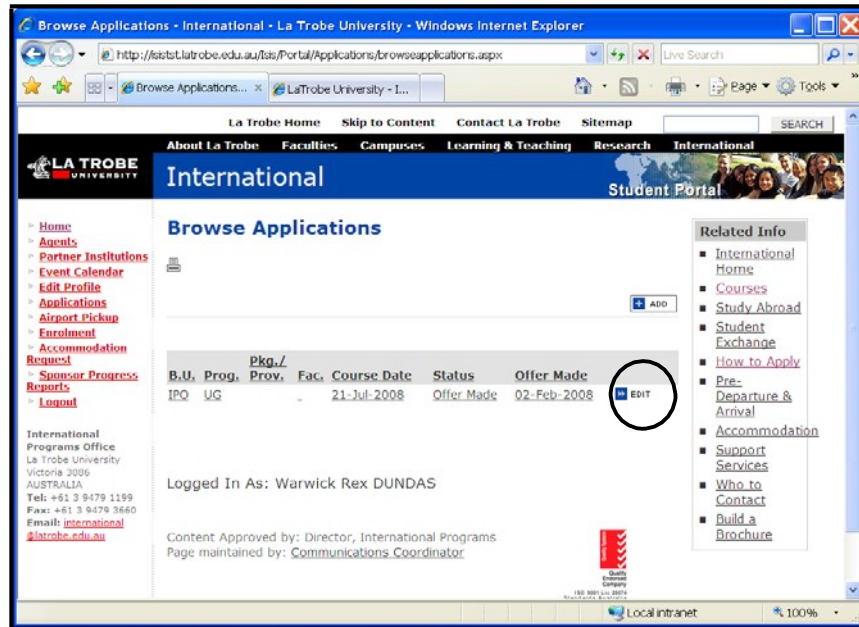 Browse Applications - International - La Trobe University - Windows Internet Explorer
http://isistst.latrobe.edu.au/Isis/Portal/Applications/browseapplications.aspx
Live Search
Browse Applications...
LaTrobe University - I...
Page
Tools
La Trobe Home Skip to Content Contact La Trobe Sitemap
SEARCH
About La Trobe Faculties Campuses Learning & Teaching Research International
LA TROBE
UNIVERSITY
International
Student Portal
Home
Agents
Partner Institutions
Event Calendar
Edit Profile
Applications
Airport Pickup
Enrolment
Accommodation
Request
Sponsor Progress
Reports
Logout
International
Programs Office
La Trobe University
Victoria 3086
AUSTRALIA
Tel: +61 3 9479 1199
Fax: +61 3 9479 3660
Email: international
@latrobe.edu.au
Browse Applications
ADD
B.U. Prog. Pkg./
Prov. Fac. Course Date Status Offer Made
IPO UG - 21-Jul-2008 Offer Made 02-Feb-2008 EDIT
Logged In As: Warwick Rex DUNDAS
Content Approved by: Director, International Programs
Page maintained by: Communications Coordinator
Quality
Endorsed
Company
Related Info
International
Home
Courses
Study Abroad
Student
Exchange
How to Apply
Pre-
Departure &
Arrival
Accommodation
Support
Services
Who to
Contact
Build a
Brochure
Local intranet
100%